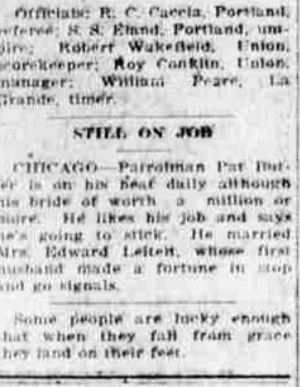 Officials: R. C. Caccia, Portland,
referee; S. S. Eland, Portland, um-
pire; Robert Wakefield, Union,
scorekeeper; Roy Conklin, Union,
manager; William Peare, La
Grande, timer.
STILL ON JOB
CHICAGO—Patrolman Pat But-
er is on his beat daily although
his bride of worth a million or
more. He likes his job and says
he's going to stick. He married
Mrs. Edward Leiteit, whose first
husband made a fortune in stop
and go signals.
Some people are lucky enough
that when they fall from grace
they land on their feet.